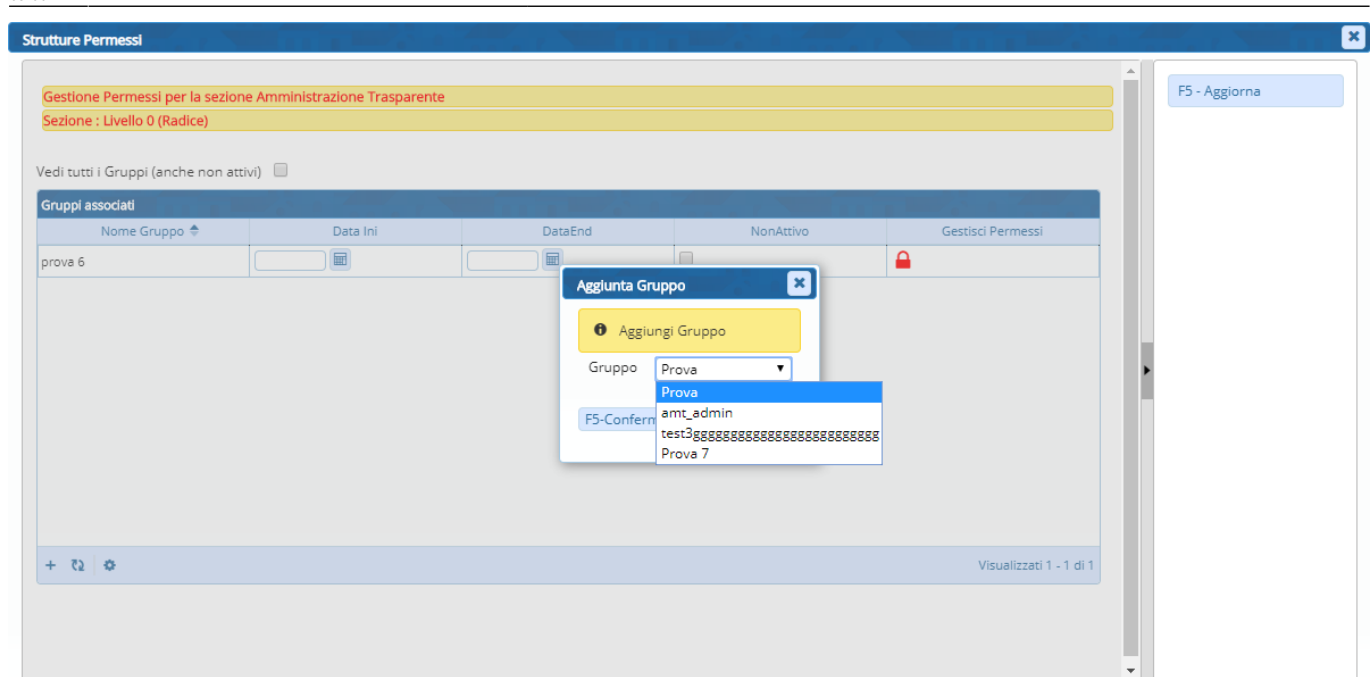 Strutture Permessi
F5 - Aggiorna
Gestione Permessi per la sezione Amministrazione Trasparente
Sezione : Livello 0 (Radice)
Vedi tutti i Gruppi (anche non attivi)
Gruppi associati
Nome Gruppo Data Ini DataEnd NonAttivo Gestisci Permessi
prova 6
Aggiunta Gruppo
Aggiungi Gruppo
Gruppo Prova
Prova
amt_admin
F5-Conferm
test3gggggggggggggggggggggggggg
Prova 7
Visualizzati 1 - 1 di 1